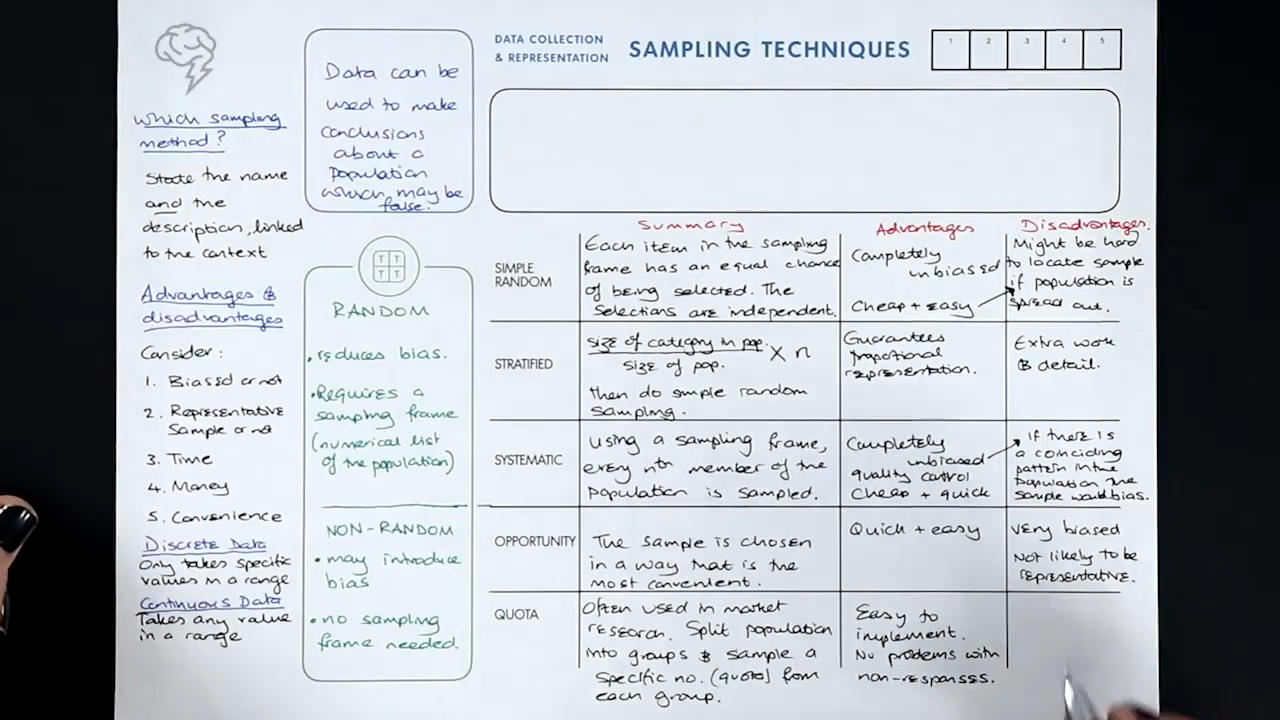 Which sampling
method?
State the name
and the
description, linked
to the context
Advantages &
disadvantages
Consider:
1. Biased or not
2. Representative
Sample or not
3. Time
4. Money
5. Convenience
Discrete Data
Only takes specific
values in a range
Continuous Data
Takes any value
in a range
Data can be
used to make
conclusions
about a
population
which may be
false.
T T
T T
RANDOM
• reduces bias.
• Requires a
sampling frame
(numerical list
of the population)
NON-RANDOM
• may introduce
bias
• no sampling
frame needed.
DATA COLLECTION
& REPRESENTATION
SAMPLING TECHNIQUES
1 2 3 4 5
Summary
Advantages
Disadvantages.
SIMPLE
RANDOM
Each item in the sampling
frame has an equal chance
of being selected. The
selections are independent.
Completely
unbiased
Cheap + easy
Might be hard
to locate sample
if population is
spread out.
STRATIFIED
size of category in pop.
size of pop.
× n
then do simple random
sampling.
Guarantees
proportional
representation.
Extra work
& detail.
SYSTEMATIC
Using a sampling frame,
every nth member of the
population is sampled.
Completely
unbiased
quality control
Cheap + quick
if there is
a coinciding
pattern in the
population the
sample would bias.
OPPORTUNITY
The sample is chosen
in a way that is the
most convenient.
Quick + easy
Very biased
Not likely to be
representative.
QUOTA
Often used in market
research. Split population
into groups & sample a
specific no. (quota) from
each group.
Easy to
implement.
No problems with
non-responses.